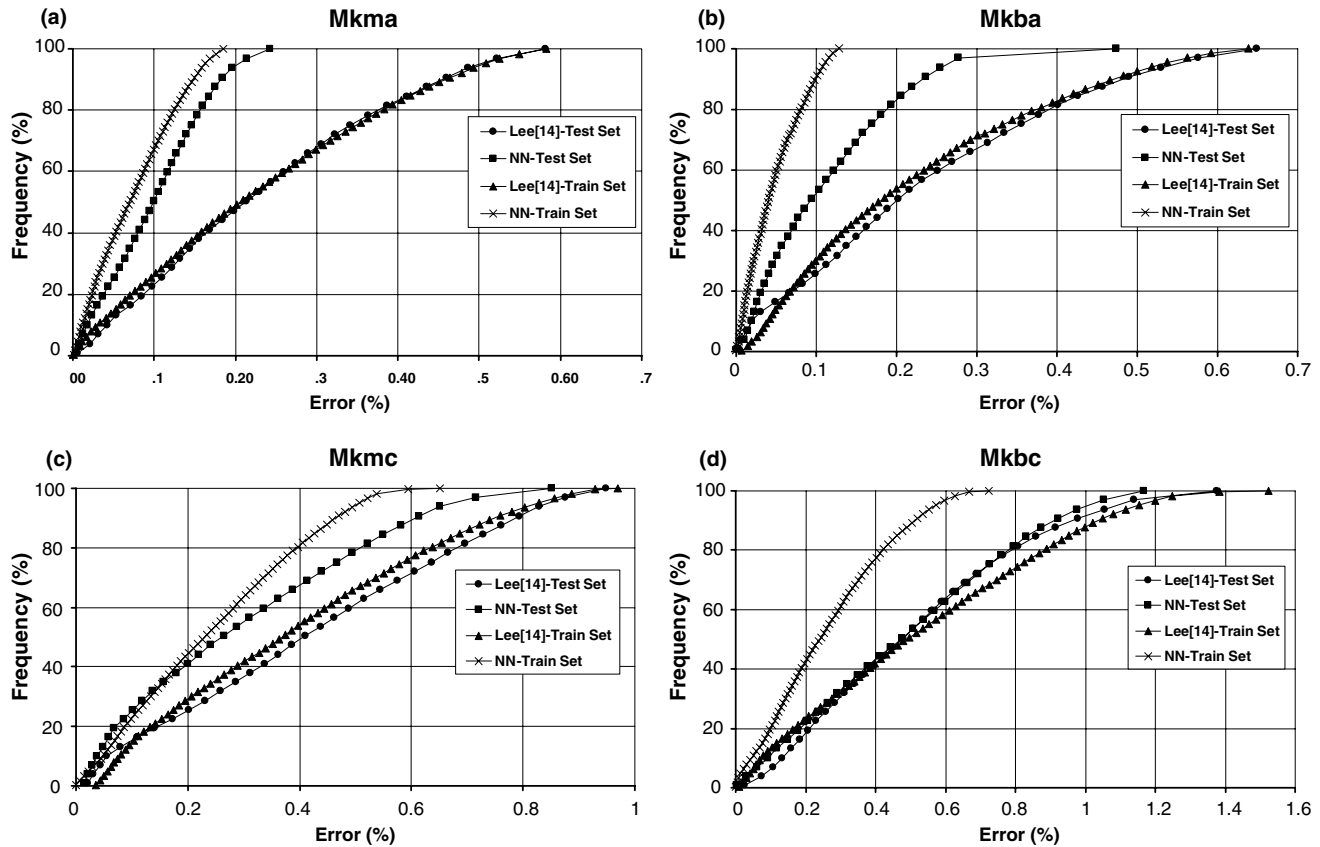 (a)
Mkma
100
80
60
40
20
0
Frequency (%)
Lee[14]-Test Set
NN-Test Set
Lee[14]-Train Set
NN-Train Set
00 .1 0.20 .3 0.40 .5 0.60 .7
Error (%)
(b)
Mkba
100
80
60
40
20
0
Frequency (%)
Lee[14]-Test Set
NN-Test Set
Lee[14]-Train Set
NN-Train Set
0 0.1 0.2 0.3 0.4 0.5 0.6 0.7
Error (%)
(c)
Mkmc
100
80
60
40
20
0
Frequency (%)
Lee[14]-Test Set
NN-Test Set
Lee[14]-Train Set
NN-Train Set
0 0.2 0.4 0.6 0.8 1
Error (%)
(d)
Mkbc
100
80
60
40
20
0
Frequency (%)
Lee[14]-Test Set
NN-Test Set
Lee[14]-Train Set
NN-Train Set
0 0.2 0.4 0.6 0.8 1.0 1.2 1.4 1.6
Error (%)